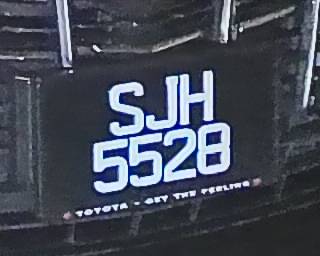 SJH
5528
TOYOTA - GET THE FEELING